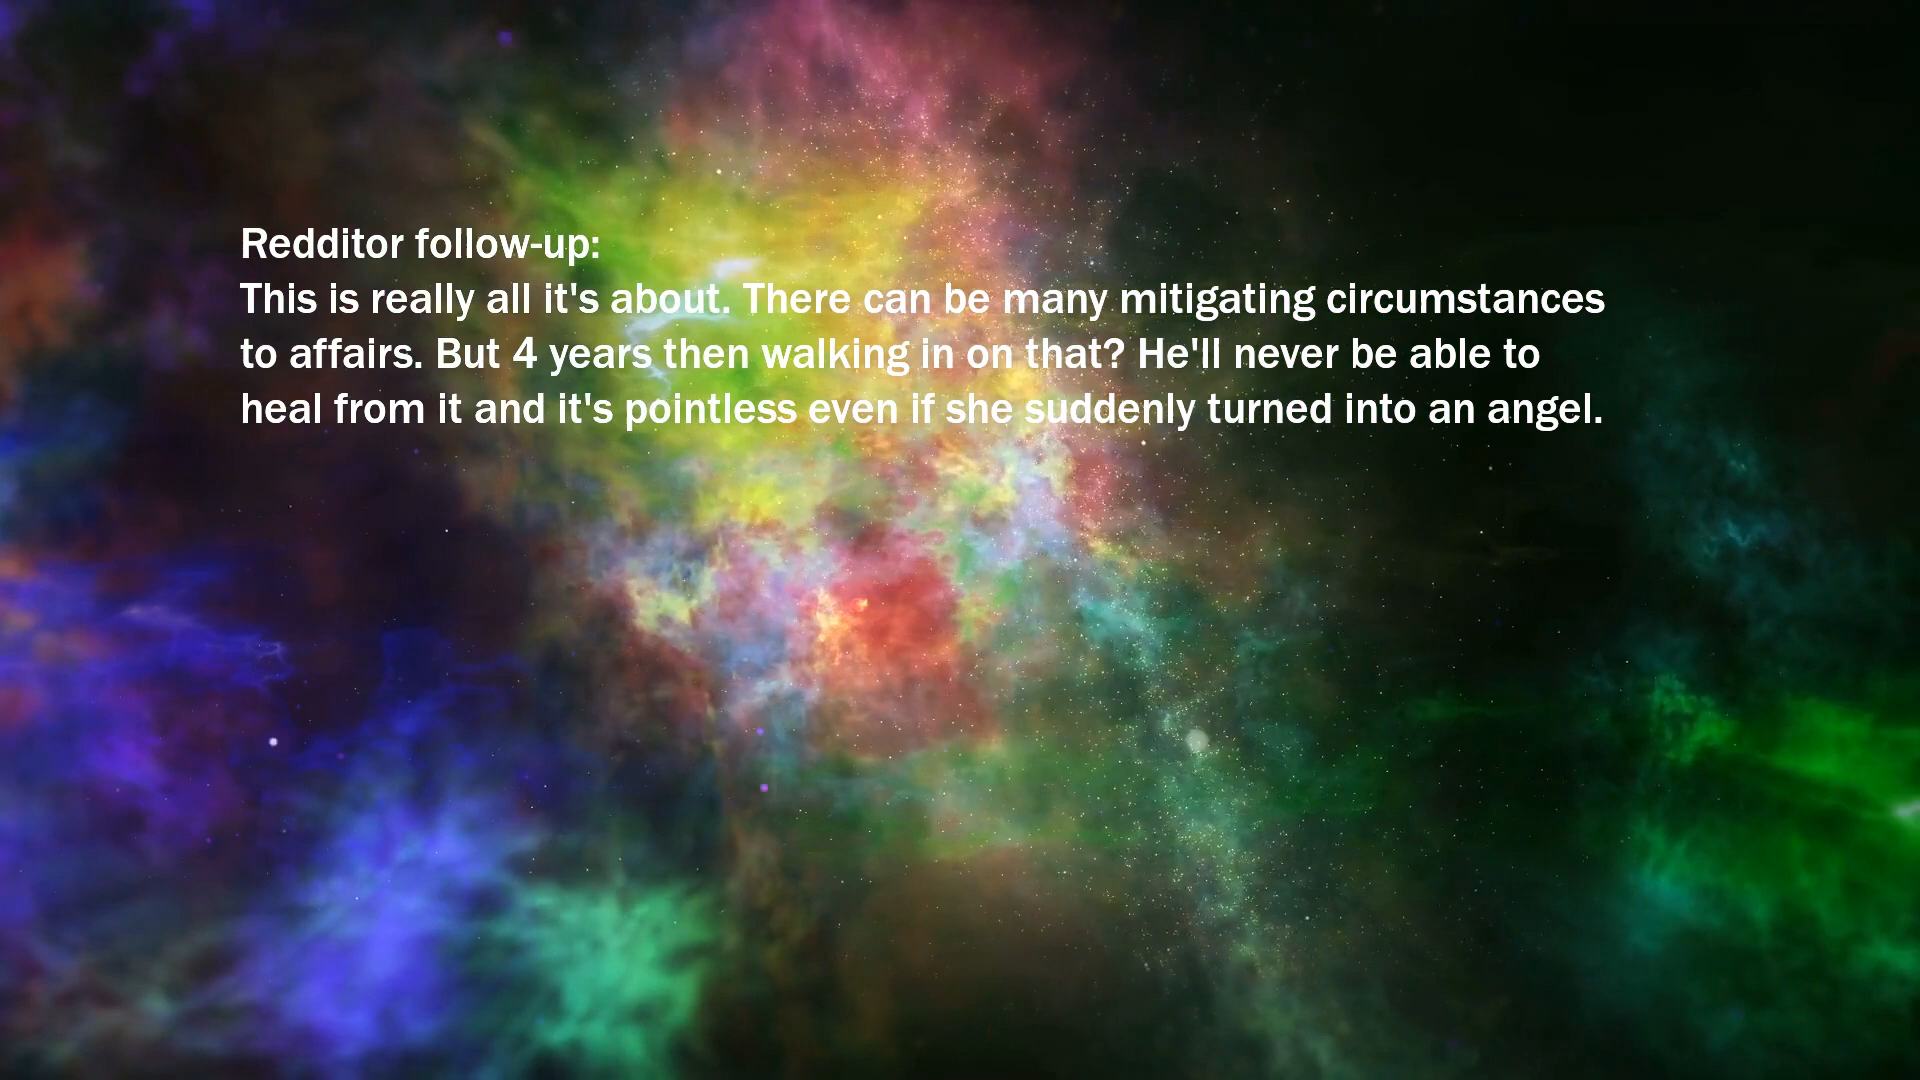 Redditor follow-up:
This is really all it's about. There can be many mitigating circumstances
to affairs. But 4 years then walking in on that? He'll never be able to
heal from it and it's pointless even if she suddenly turned into an angel.